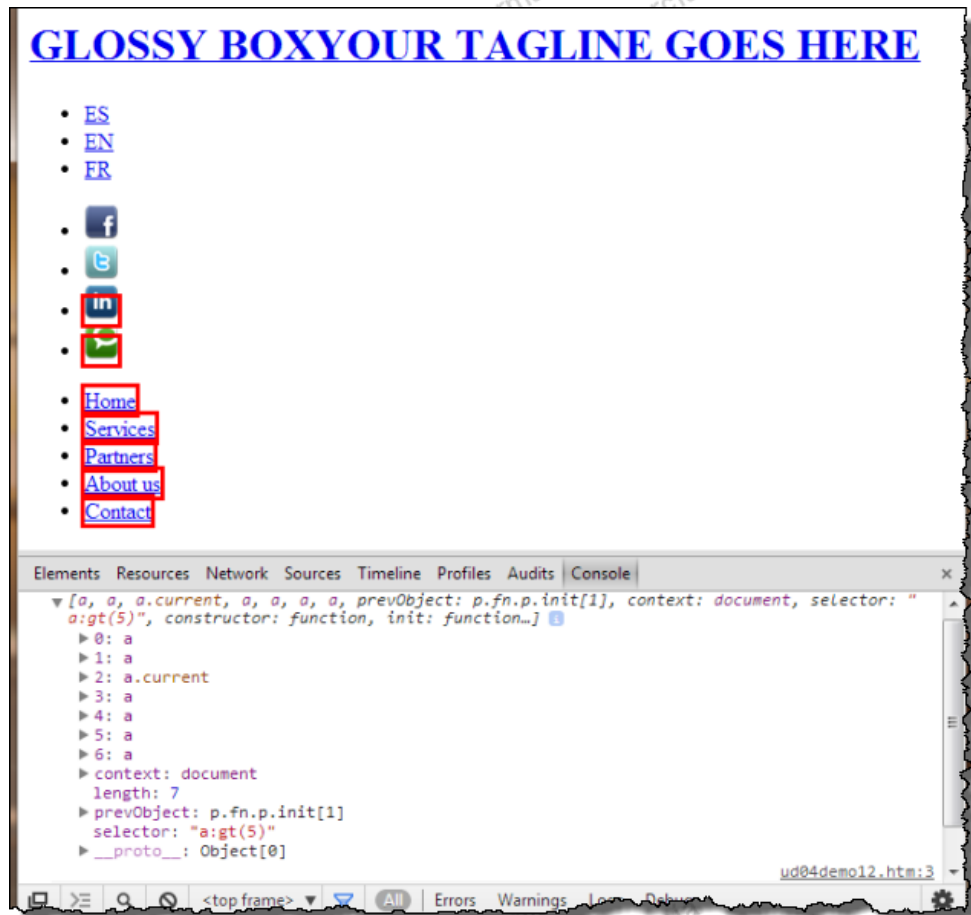 GLOSSY BOXYOUR TAGLINE GOES HERE
ES
EN
FR
f
t
in
Home
Services
Partners
About us
Contact
Elements Resources Network Sources Timeline Profiles Audits Console ×
▼ [a, a, a.current, a, a, a, a, prevObject: p.fn.p.init[1], context: document, selector: "
a:gt(5)", constructor: function, init: function…] i
▶ 0: a
▶ 1: a
▶ 2: a.current
▶ 3: a
▶ 4: a
▶ 5: a
▶ 6: a
▶ context: document
length: 7
▶ prevObject: p.fn.p.init[1]
selector: "a:gt(5)"
▶ __proto__: Object[0]
ud04demo12.htm:3
<top frame> ▼ All Errors Warnings